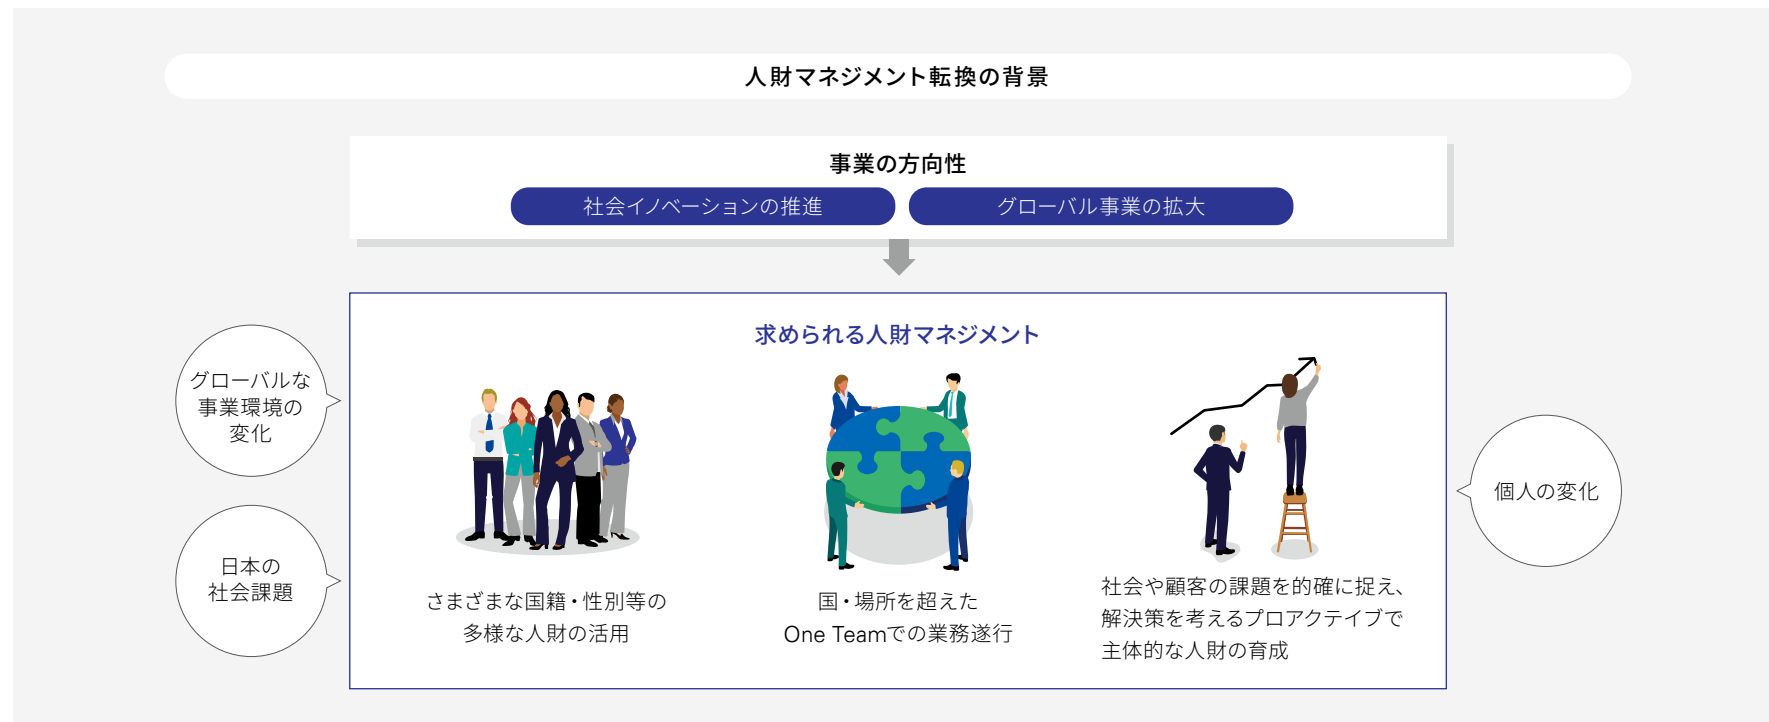 人財マネジメント転換の背景
事業の方向性
社会イノベーションの推進
グローバル事業の拡大
求められる人財マネジメント
グローバルな
事業環境の
変化
日本の
社会課題
さまざまな国籍・性別等の
多様な人財の活用
国・場所を超えた
One Teamでの業務遂行
社会や顧客の課題を的確に捉え、
解決策を考えるプロアクティブで
主体的な人財の育成
個人の変化